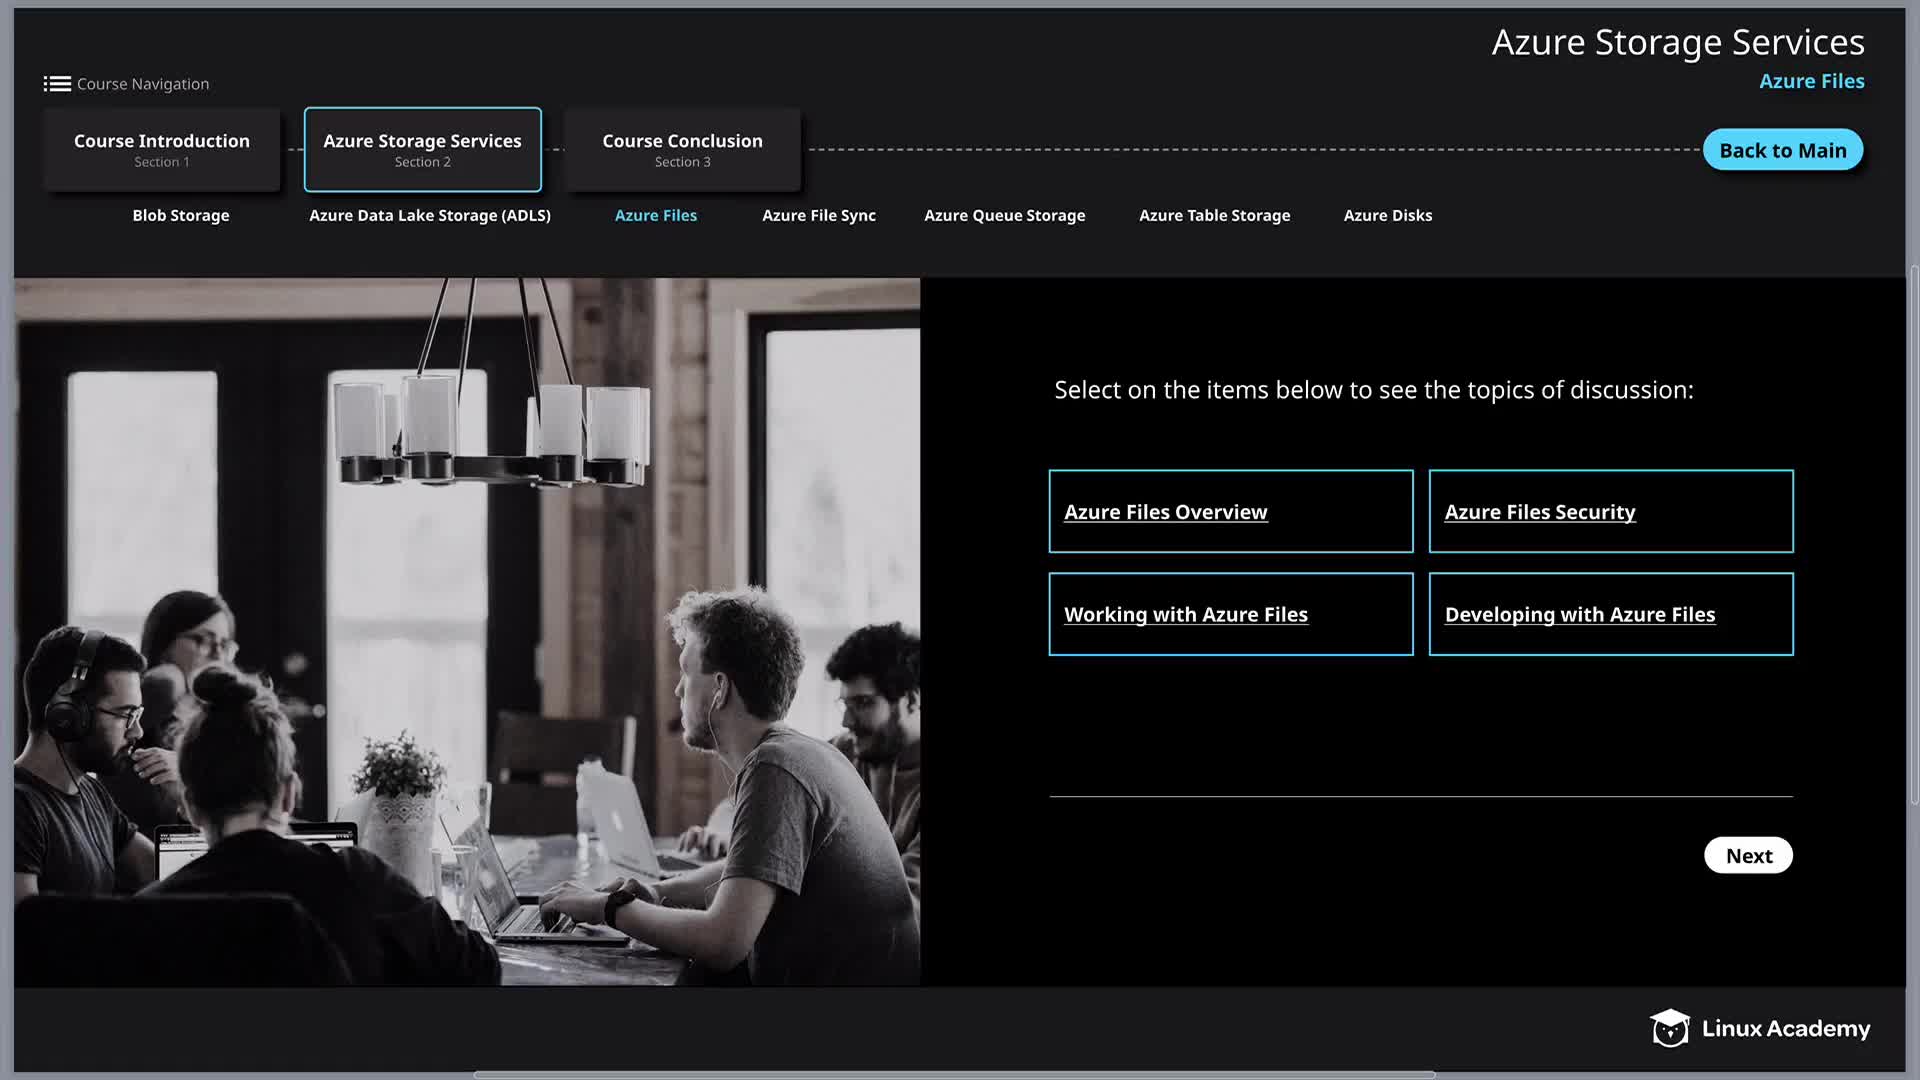 Azure Storage Services
Azure Files
Course Navigation
Course Introduction
Section 1
Azure Storage Services
Section 2
Course Conclusion
Section 3
Back to Main
Blob Storage
Azure Data Lake Storage (ADLS)
Azure Files
Azure File Sync
Azure Queue Storage
Azure Table Storage
Azure Disks
Select on the items below to see the topics of discussion:
Azure Files Overview
Azure Files Security
Working with Azure Files
Developing with Azure Files
Next
Linux Academy